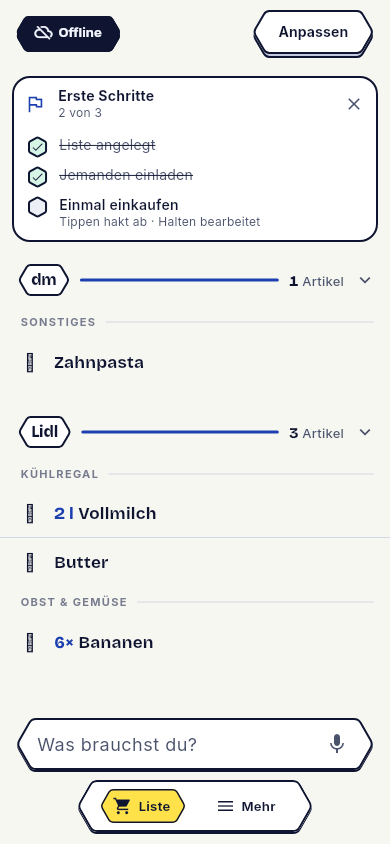 Offline
Anpassen
Erste Schritte
2 von 3
Liste angelegt
Jemanden einladen
Einmal einkaufen
Tippen hakt ab · Halten bearbeitet
dm
1 Artikel
SONSTIGES
Zahnpasta
Lidl
3 Artikel
KÜHLREGAL
2 l Vollmilch
Butter
OBST & GEMÜSE
6× Bananen
Was brauchst du?
Liste
Mehr